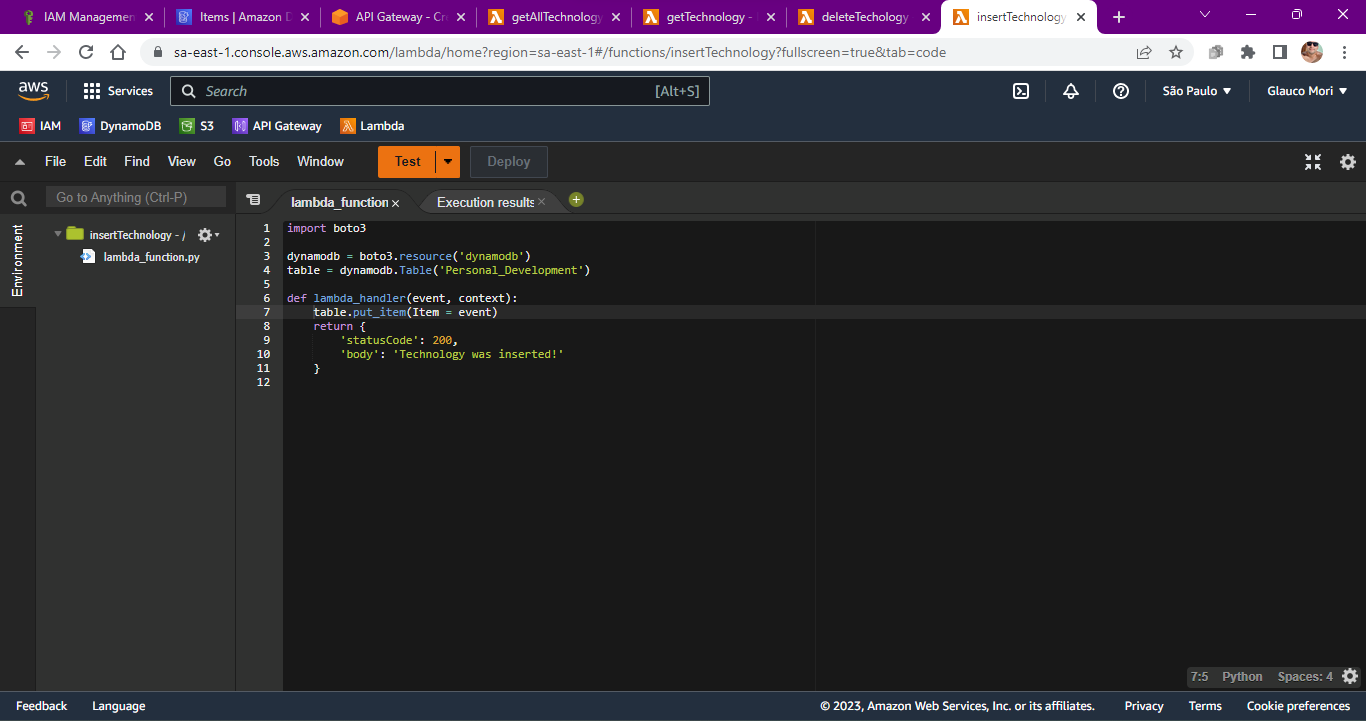 IAM Managemen
Items | Amazon D
API Gateway - Cr
getAllTechnology
getTechnology -
deleteTechology
insertTechnology
sa-east-1.console.aws.amazon.com/lambda/home?region=sa-east-1#/functions/insertTechnology?fullscreen=true&tab=code
aws Services Search [Alt+S] São Paulo Glauco Mori
IAM DynamoDB S3 API Gateway Lambda
File Edit Find View Go Tools Window Test Deploy
Go to Anything (Ctrl-P)
lambda_function Execution results
Environment
insertTechnology - /
lambda_function.py
1 import boto3
2
3 dynamodb = boto3.resource('dynamodb')
4 table = dynamodb.Table('Personal_Development')
5
6 def lambda_handler(event, context):
7 table.put_item(Item = event)
8 return {
9 'statusCode': 200,
10 'body': 'Technology was inserted!'
11 }
12
7:5 Python Spaces: 4
Feedback Language © 2023, Amazon Web Services, Inc. or its affiliates. Privacy Terms Cookie preferences